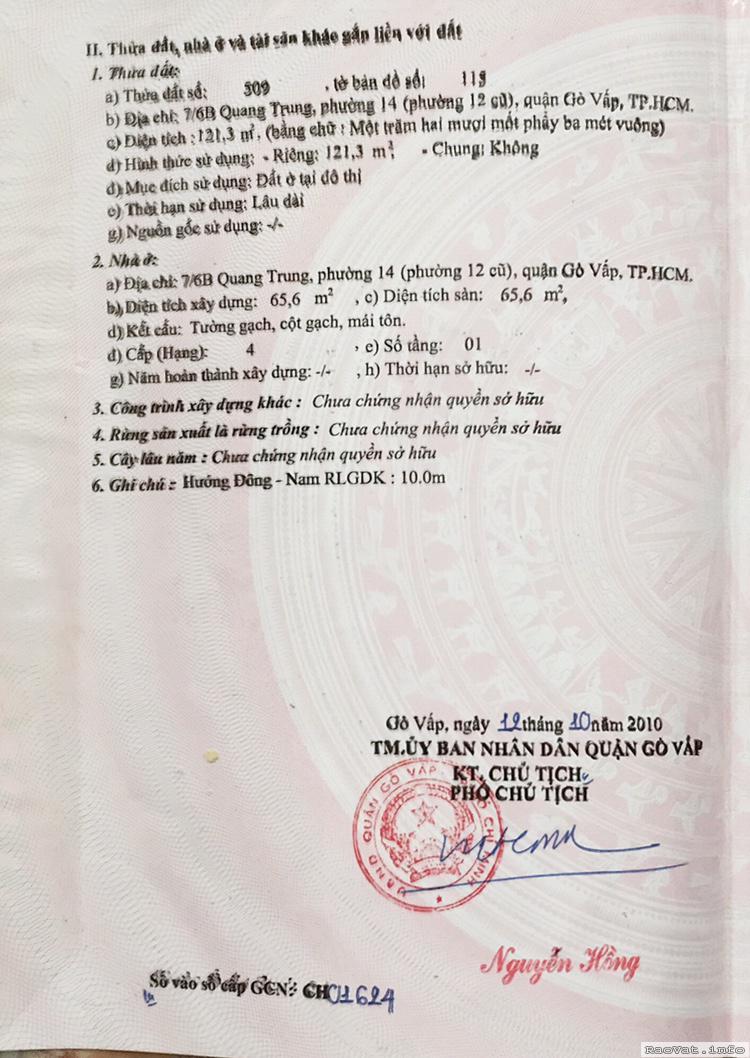 II. Thửa đất, nhà ở và tài sản khác gắn liền với đất
1. Thửa đất:
a) Thửa đất số: 309 , tờ bản đồ số: 119
b) Địa chỉ: 7/6B Quang Trung, phường 14 (phường 12 cũ), quận Gò Vấp, TP.HCM.
c) Diện tích : 121,3 m², (bằng chữ : Một trăm hai mươi mốt phẩy ba mét vuông)
d) Hình thức sử dụng: - Riêng: 121,3 m²; - Chung: Không
đ) Mục đích sử dụng: Đất ở tại đô thị
e) Thời hạn sử dụng: Lâu dài
g) Nguồn gốc sử dụng: -/-
2. Nhà ở:
a) Địa chỉ: 7/6B Quang Trung, phường 14 (phường 12 cũ), quận Gò Vấp, TP.HCM.
b) Diện tích xây dựng: 65,6 m² , c) Diện tích sàn: 65,6 m²,
d) Kết cấu: Tường gạch, cột gạch, mái tôn.
đ) Cấp (Hạng): 4 , e) Số tầng: 01
g) Năm hoàn thành xây dựng: -/- , h) Thời hạn sở hữu: -/-
3. Công trình xây dựng khác : Chưa chứng nhận quyền sở hữu
4. Rừng sản xuất là rừng trồng : Chưa chứng nhận quyền sở hữu
5. Cây lâu năm : Chưa chứng nhận quyền sở hữu
6. Ghi chú : Hướng Đông - Nam RLGDK : 10.0m
Gò Vấp, ngày 12 tháng 10 năm 2010
TM.ỦY BAN NHÂN DÂN QUẬN GÒ VẤP
KT. CHỦ TỊCH
PHÓ CHỦ TỊCH
UBND QUẬN GÒ VẤP HỒ CHÍ MINH
Nguyễn Hồng
Số vào sổ cấp GCN: CH01624
RaoVat.info